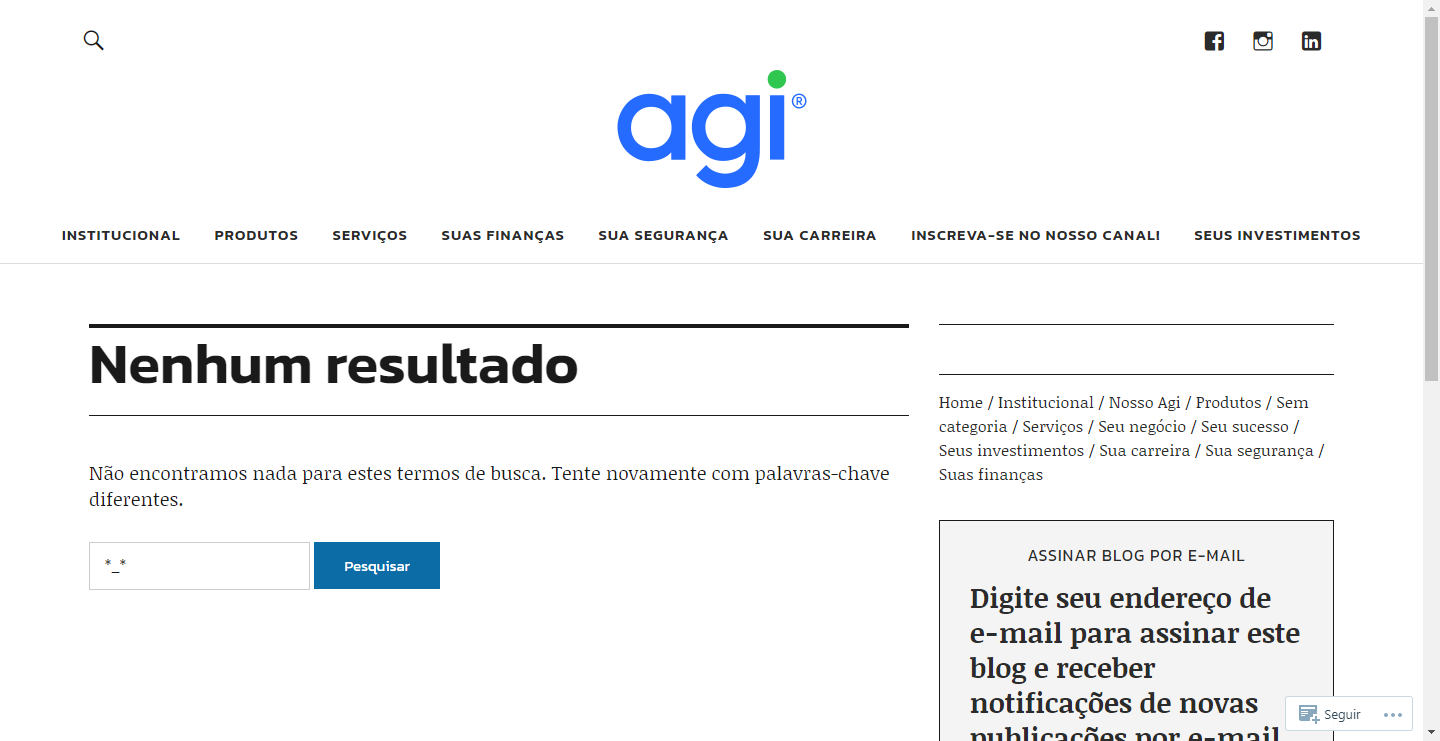 agi®
INSTITUCIONAL PRODUTOS SERVIÇOS SUAS FINANÇAS SUA SEGURANÇA SUA CARREIRA INSCREVA-SE NO NOSSO CANAL! SEUS INVESTIMENTOS
Nenhum resultado
Não encontramos nada para estes termos de busca. Tente novamente com palavras-chave
diferentes.
*_*
Pesquisar
Home / Institucional / Nosso Agi / Produtos / Sem
categoria / Serviços / Seu negócio / Seu sucesso /
Seus investimentos / Sua carreira / Sua segurança /
Suas finanças
ASSINAR BLOG POR E-MAIL
Digite seu endereço de
e-mail para assinar este
blog e receber
notificações de novas
publicações por e-mail
Seguir